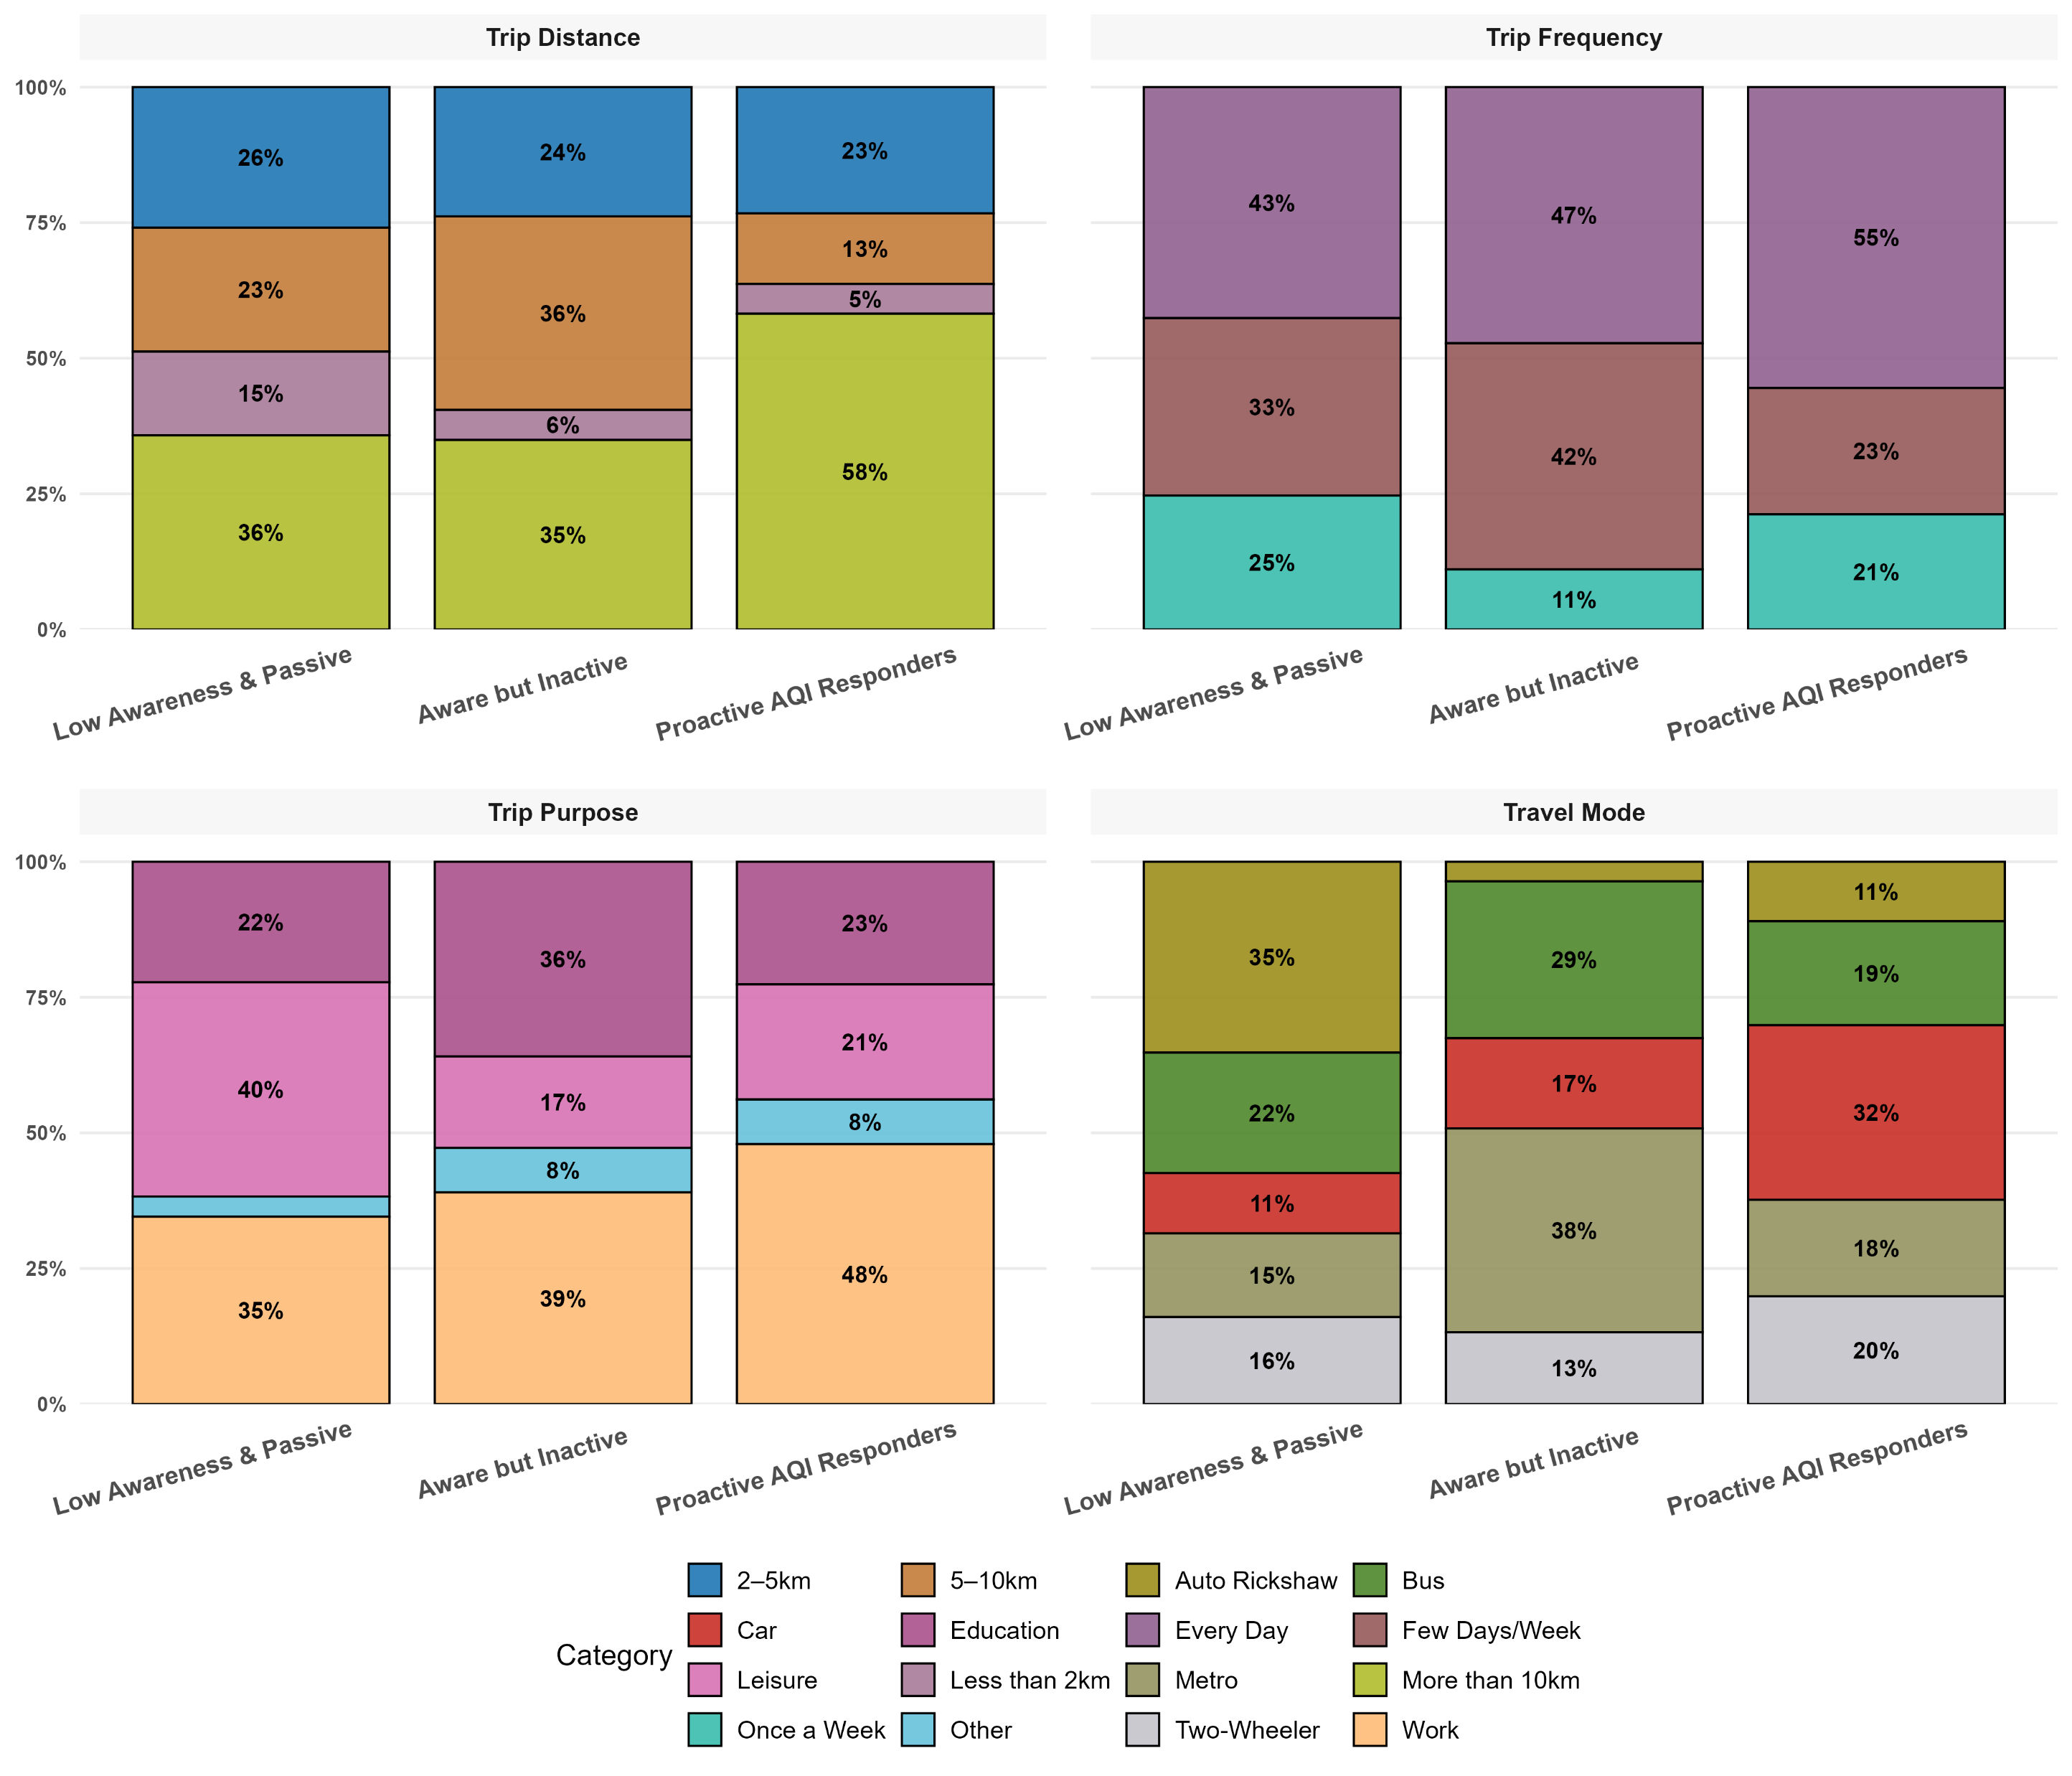 Trip Distance
Trip Frequency
100%
75%
50%
25%
0%
26%
23%
15%
36%
24%
36%
6%
35%
23%
13%
5%
58%
43%
33%
25%
47%
42%
11%
55%
23%
21%
Low Awareness & Passive
Aware but Inactive
Proactive AQI Responders
Low Awareness & Passive
Aware but Inactive
Proactive AQI Responders
Trip Purpose
Travel Mode
100%
75%
50%
25%
0%
22%
40%
35%
36%
17%
8%
39%
23%
21%
8%
48%
35%
22%
11%
15%
16%
29%
17%
38%
13%
11%
19%
32%
18%
20%
Low Awareness & Passive
Aware but Inactive
Proactive AQI Responders
Low Awareness & Passive
Aware but Inactive
Proactive AQI Responders
Category
2–5km
5–10km
Auto Rickshaw
Bus
Car
Education
Every Day
Few Days/Week
Leisure
Less than 2km
Metro
More than 10km
Once a Week
Other
Two-Wheeler
Work